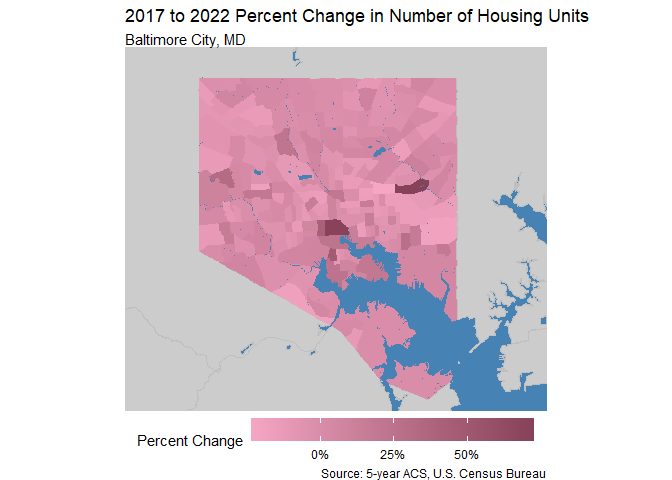 2017 to 2022 Percent Change in Number of Housing Units
Baltimore City, MD
Percent Change
0%
25%
50%
Source: 5-year ACS, U.S. Census Bureau